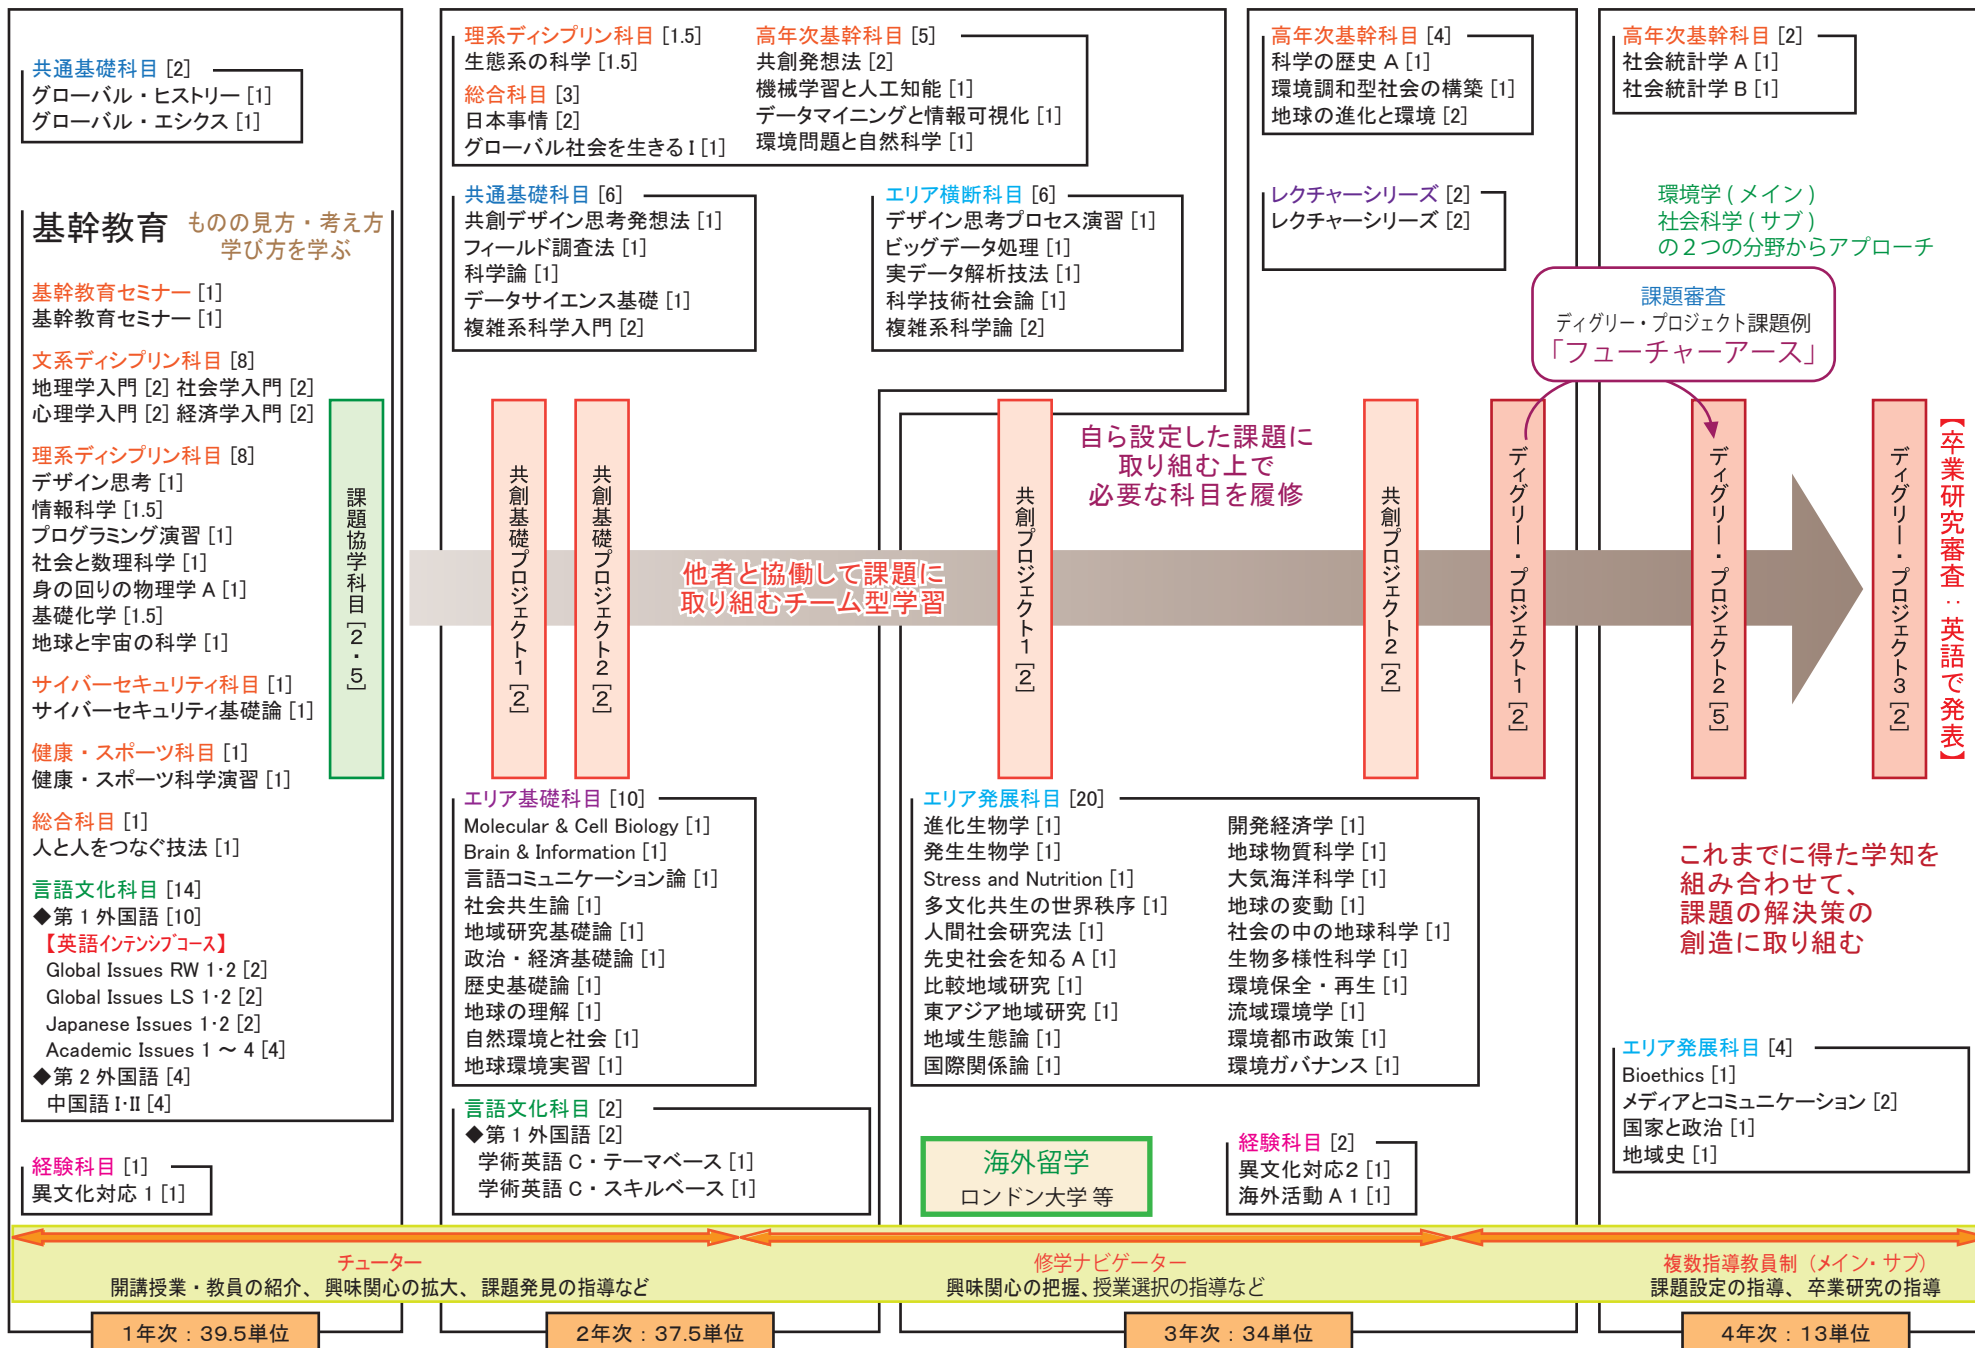 共通基礎科目 [2]
グローバル・ヒストリー [1]
グローバル・エシクス [1]
基幹教育
ものの見方・考え方
学び方を学ぶ
基幹教育セミナー [1]
基幹教育セミナー [1]
文系ディシプリン科目 [8]
地理学入門 [2] 社会学入門 [2]
心理学入門 [2] 経済学入門 [2]
理系ディシプリン科目 [8]
デザイン思考 [1]
情報科学 [1.5]
プログラミング演習 [1]
社会と数理科学 [1]
身の回りの物理学 A [1]
基礎化学 [1.5]
地球と宇宙の科学 [1]
サイバーセキュリティ科目 [1]
サイバーセキュリティ基礎論 [1]
健康・スポーツ科目 [1]
健康・スポーツ科学演習 [1]
総合科目 [1]
人と人をつなぐ技法 [1]
言語文化科目 [14]
◆第 1 外国語 [10]
【英語インテンシブコース】
Global Issues RW 1・2 [2]
Global Issues LS 1・2 [2]
Japanese Issues 1・2 [2]
Academic Issues 1 ～ 4 [4]
◆第 2 外国語 [4]
中国語 I・II [4]
経験科目 [1]
異文化対応 1 [1]
課題協学科目 [2・5]
理系ディシプリン科目 [1.5]
生態系の科学 [1.5]
総合科目 [3]
日本事情 [2]
グローバル社会を生きる I [1]
高年次基幹科目 [5]
共創発想法 [2]
機械学習と人工知能 [1]
データマイニングと情報可視化 [1]
環境問題と自然科学 [1]
共通基礎科目 [6]
共創デザイン思考発想法 [1]
フィールド調査法 [1]
科学論 [1]
データサイエンス基礎 [1]
複雑系科学入門 [2]
エリア横断科目 [6]
デザイン思考プロセス演習 [1]
ビッグデータ処理 [1]
実データ解析技法 [1]
科学技術社会論 [1]
複雑系科学論 [2]
共創基礎プロジェクト1 [2]
共創基礎プロジェクト2 [2]
他者と協働して課題に
取り組むチーム型学習
エリア基礎科目 [10]
Molecular & Cell Biology [1]
Brain & Information [1]
言語コミュニケーション論 [1]
社会共生論 [1]
地域研究基礎論 [1]
政治・経済基礎論 [1]
歴史基礎論 [1]
地球の理解 [1]
自然環境と社会 [1]
地球環境実習 [1]
言語文化科目 [2]
◆第 1 外国語 [2]
学術英語 C・テーマベース [1]
学術英語 C・スキルベース [1]
高年次基幹科目 [4]
科学の歴史 A [1]
環境調和型社会の構築 [1]
地球の進化と環境 [2]
レクチャーシリーズ [2]
レクチャーシリーズ [2]
自ら設定した課題に
取り組む上で
必要な科目を履修
共創プロジェクト1 [2]
共創プロジェクト2 [2]
ディグリー・プロジェクト1 [2]
エリア発展科目 [20]
進化生物学 [1]
発生生物学 [1]
Stress and Nutrition [1]
多文化共生の世界秩序 [1]
人間社会研究法 [1]
先史社会を知る A [1]
比較地域研究 [1]
東アジア地域研究 [1]
地域生態論 [1]
国際関係論 [1]
開発経済学 [1]
地球物質科学 [1]
大気海洋科学 [1]
地球の変動 [1]
社会の中の地球科学 [1]
生物多様性科学 [1]
環境保全・再生 [1]
流域環境学 [1]
環境都市政策 [1]
環境ガバナンス [1]
海外留学
ロンドン大学 等
経験科目 [2]
異文化対応2 [1]
海外活動 A 1 [1]
高年次基幹科目 [2]
社会統計学 A [1]
社会統計学 B [1]
環境学 ( メイン )
社会科学 ( サブ )
の２つの分野からアプローチ
課題審査
ディグリー・プロジェクト課題例
「フューチャーアース」
ディグリー・プロジェクト2 [5]
ディグリー・プロジェクト3 [2]
【卒業研究審査：英語で発表】
これまでに得た学知を
組み合わせて、
課題の解決策の
創造に取り組む
エリア発展科目 [4]
Bioethics [1]
メディアとコミュニケーション [2]
国家と政治 [1]
地域史 [1]
チューター
開講授業・教員の紹介、興味関心の拡大、課題発見の指導など
修学ナビゲーター
興味関心の把握、授業選択の指導など
複数指導教員制（メイン・サブ）
課題設定の指導、卒業研究の指導
1年次：39.5単位
2年次：37.5単位
3年次：34単位
4年次：13単位